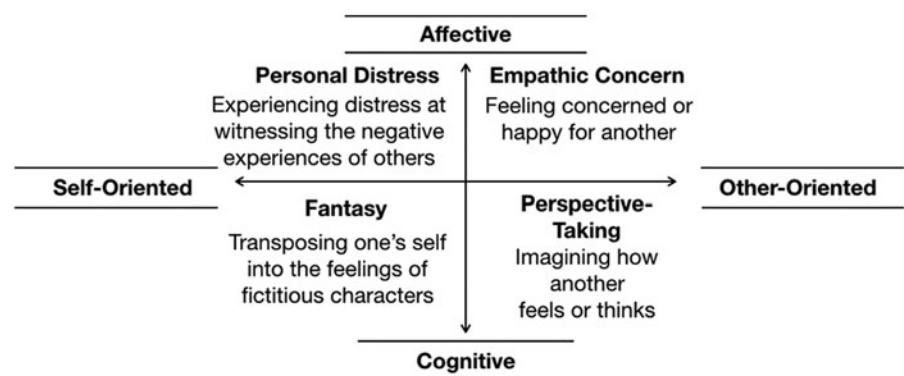 Affective
Personal Distress
Experiencing distress at
witnessing the negative
experiences of others
Empathic Concern
Feeling concerned or
happy for another
Self-Oriented
Other-Oriented
Fantasy
Transposing one's self
into the feelings of
fictitious characters
Perspective-
Taking
Imagining how
another
feels or thinks
Cognitive